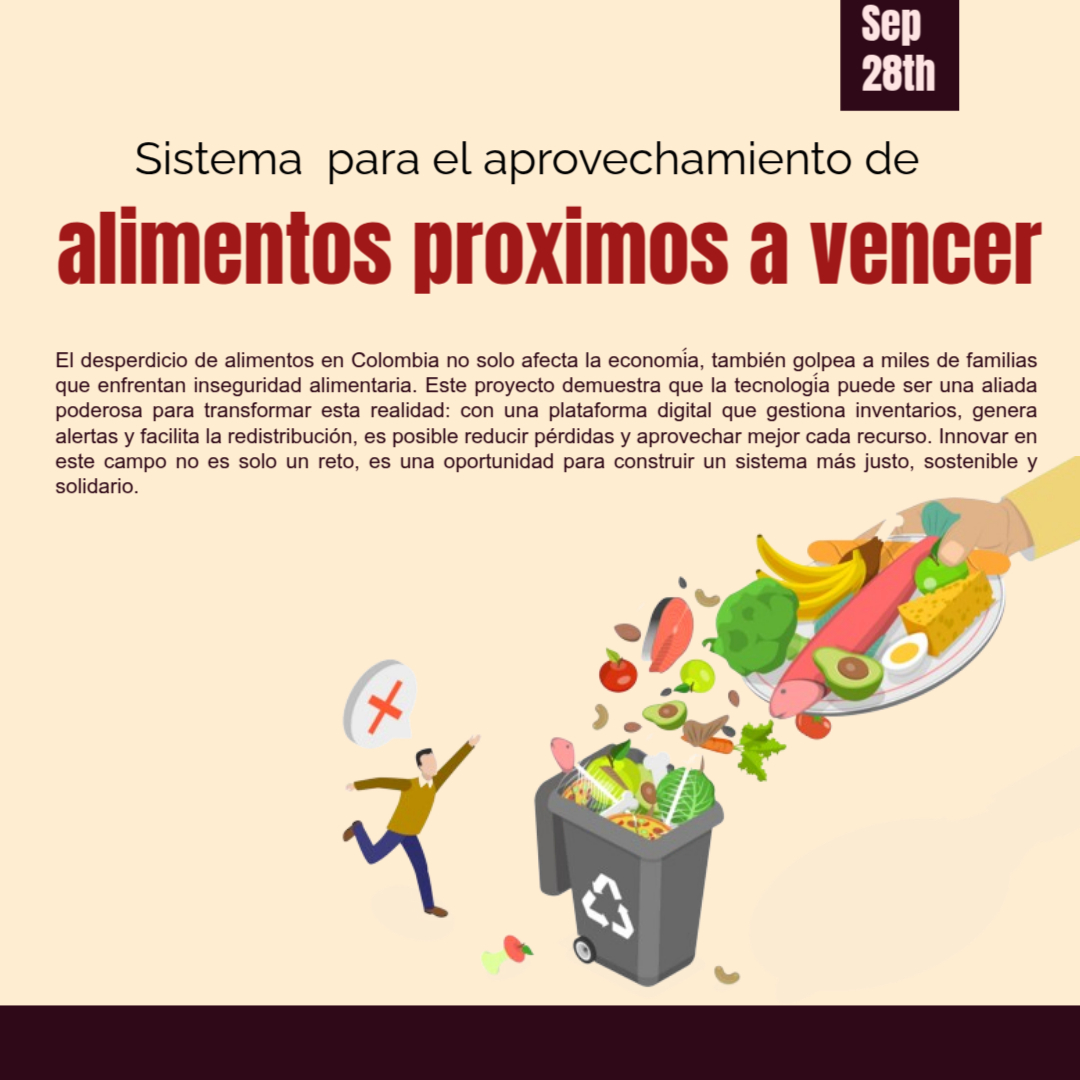 Sep
28th
Sistema para el aprovechamiento de
alimentos proximos a vencer
El desperdicio de alimentos en Colombia no solo afecta la economía, también golpea a miles de familias
que enfrentan inseguridad alimentaria. Este proyecto demuestra que la tecnología puede ser una aliada
poderosa para transformar esta realidad: con una plataforma digital que gestiona inventarios, genera
alertas y facilita la redistribución, es posible reducir pérdidas y aprovechar mejor cada recurso. Innovar en
este campo no es solo un reto, es una oportunidad para construir un sistema más justo, sostenible y
solidario.